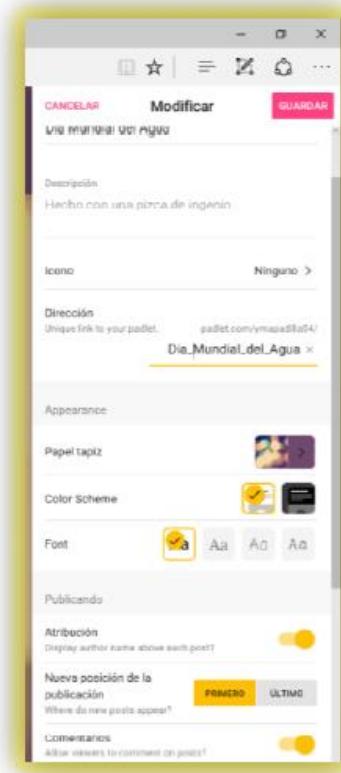 CANCELAR Modificar GUARDAR
Dia Mundial del Agua
Descripción
Hecho con una pizca de ingenio
Icono Ninguno >
Dirección
Unique link to your padlet. padlet.com/ymapadilla04/
Dia_Mundial_del_Agua ×
Appearance
Papel tapiz
Color Scheme
Font Aa Aa Aa Aa
Publicando
Atribución
Display author name above each post?
Nueva posición de la
publicación PRIMERO ÚLTIMO
Where do new posts appear?
Comentarios
Allow viewers to comment on posts?